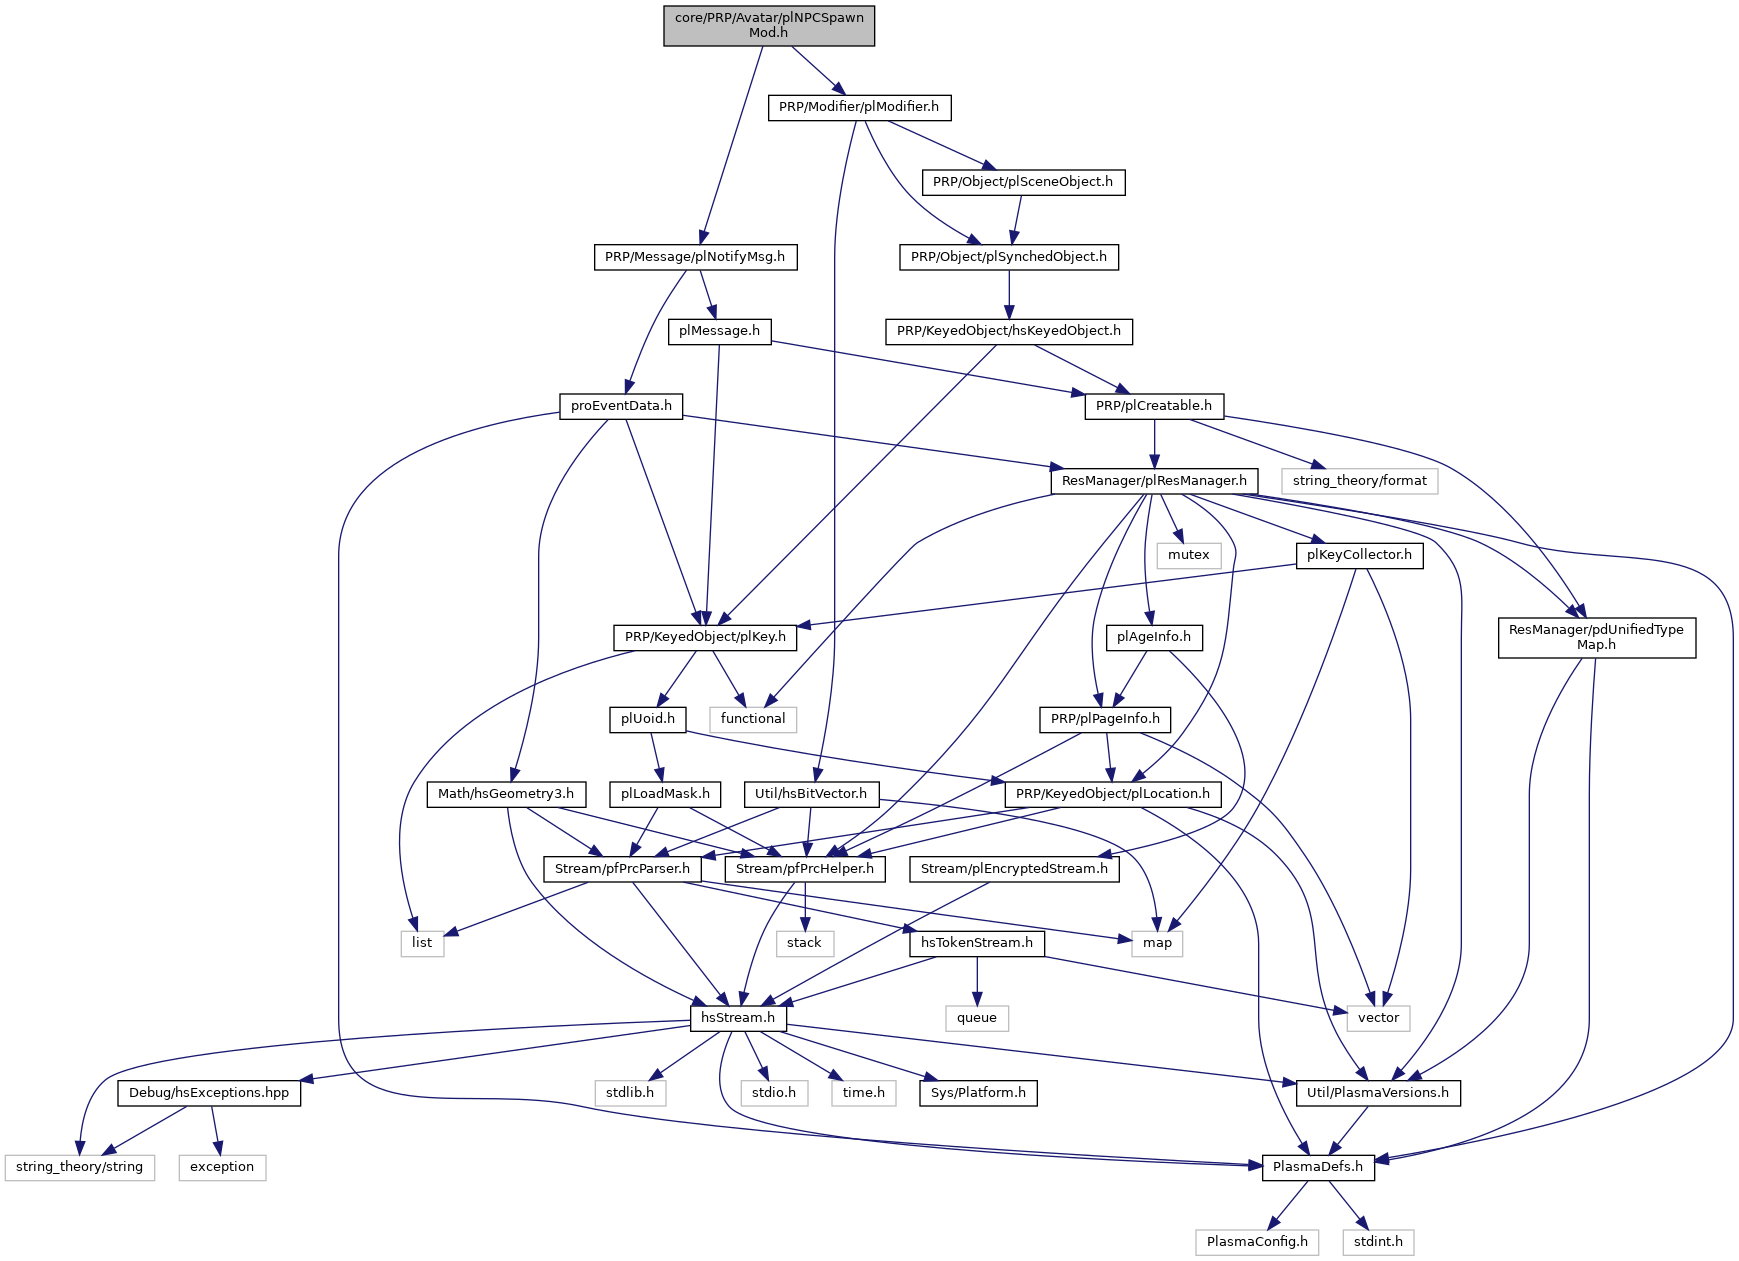 core/PRP/Avatar/plNPCSpawn
Mod.h
PRP/Modifier/plModifier.h
PRP/Object/plSceneObject.h
PRP/Message/plNotifyMsg.h
PRP/Object/plSynchedObject.h
plMessage.h
PRP/KeyedObject/hsKeyedObject.h
proEventData.h
PRP/plCreatable.h
ResManager/plResManager.h
string_theory/format
mutex
plKeyCollector.h
PRP/KeyedObject/plKey.h
plAgeInfo.h
ResManager/pdUnifiedType
Map.h
plUoid.h
functional
PRP/plPageInfo.h
Math/hsGeometry3.h
plLoadMask.h
Util/hsBitVector.h
PRP/KeyedObject/plLocation.h
Stream/pfPrcParser.h
Stream/pfPrcHelper.h
Stream/plEncryptedStream.h
list
stack
hsTokenStream.h
map
hsStream.h
queue
vector
Debug/hsExceptions.hpp
stdlib.h
stdio.h
time.h
Sys/Platform.h
Util/PlasmaVersions.h
string_theory/string
exception
PlasmaDefs.h
PlasmaConfig.h
stdint.h